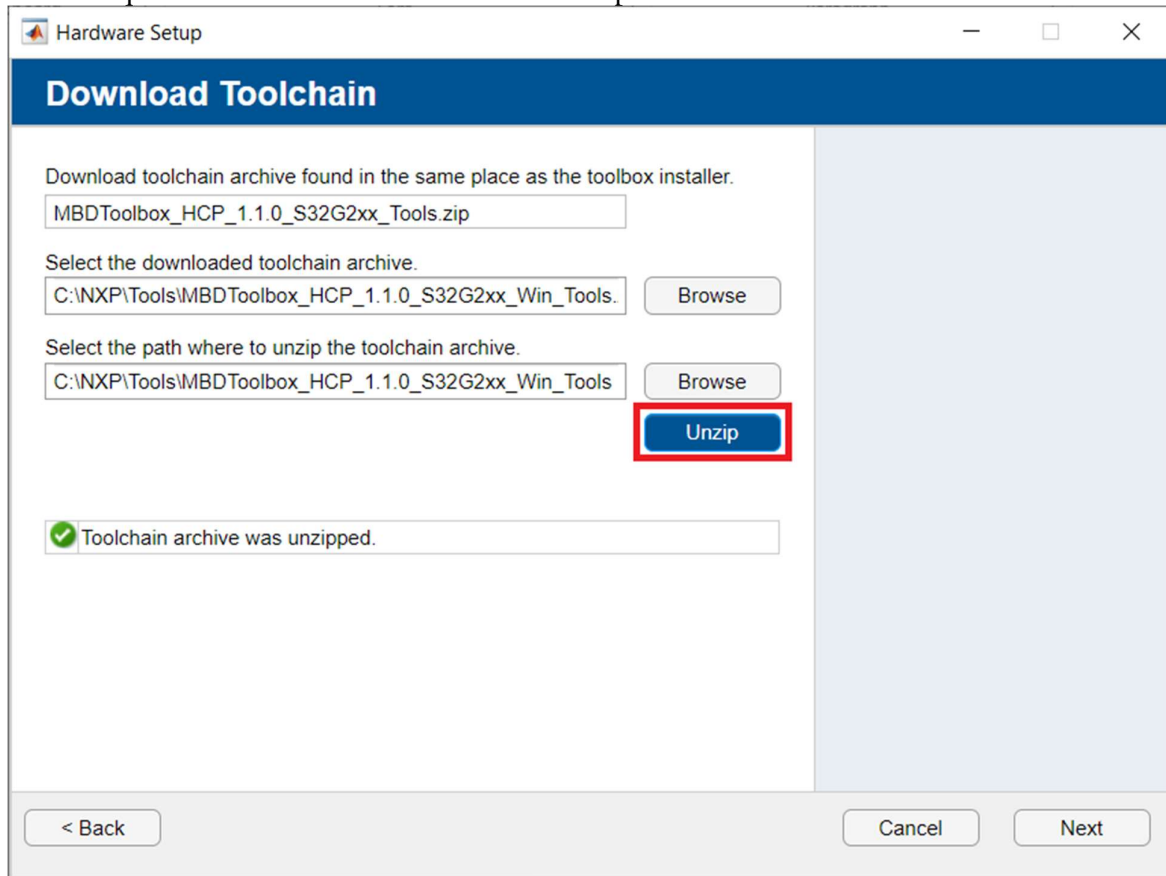 Hardware Setup
Download Toolchain
Download toolchain archive found in the same place as the toolbox installer.
MBDToolbox_HCP_1.1.0_S32G2xx_Tools.zip
Select the downloaded toolchain archive.
C:\NXP\Tools\MBDToolbox_HCP_1.1.0_S32G2xx_Win_Tools.
Browse
Select the path where to unzip the toolchain archive.
C:\NXP\Tools\MBDToolbox_HCP_1.1.0_S32G2xx_Win_Tools
Browse
Unzip
Toolchain archive was unzipped.
< Back
Cancel
Next